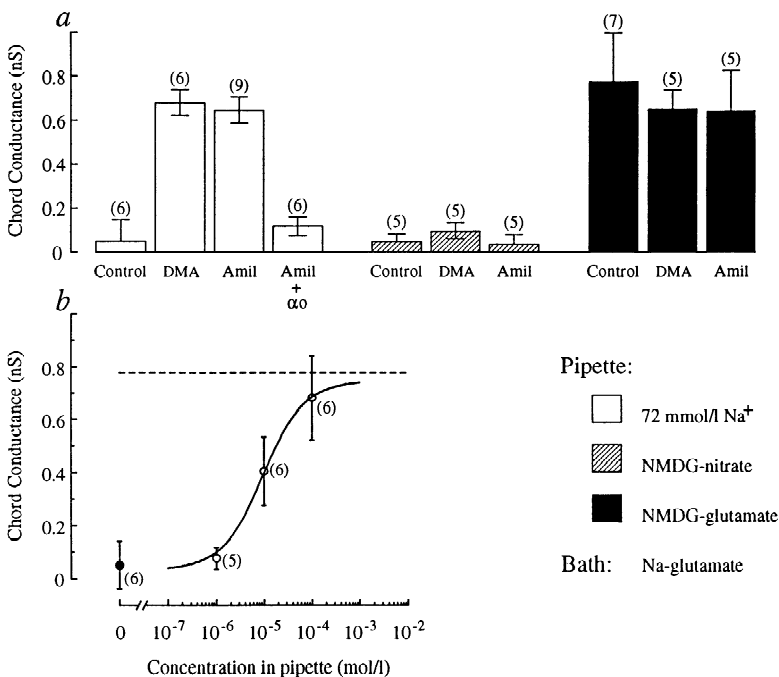 a
Chord Conductance (nS)
0.8
0.6
0.4
0.2
0
(6)
(6)
(9)
(6)
(5)
(5)
(5)
(7)
(5)
(5)
Control DMA Amil Amil + αo Control DMA Amil Control DMA Amil
b
Chord Conductance (nS)
0.8
0.6
0.4
0.2
0
(6)
(5)
(6)
(6)
0 10⁻⁷ 10⁻⁶ 10⁻⁵ 10⁻⁴ 10⁻³ 10⁻²
Concentration in pipette (mol/l)
Pipette:
72 mmol/l Na⁺
NMDG-nitrate
NMDG-glutamate
Bath: Na-glutamate